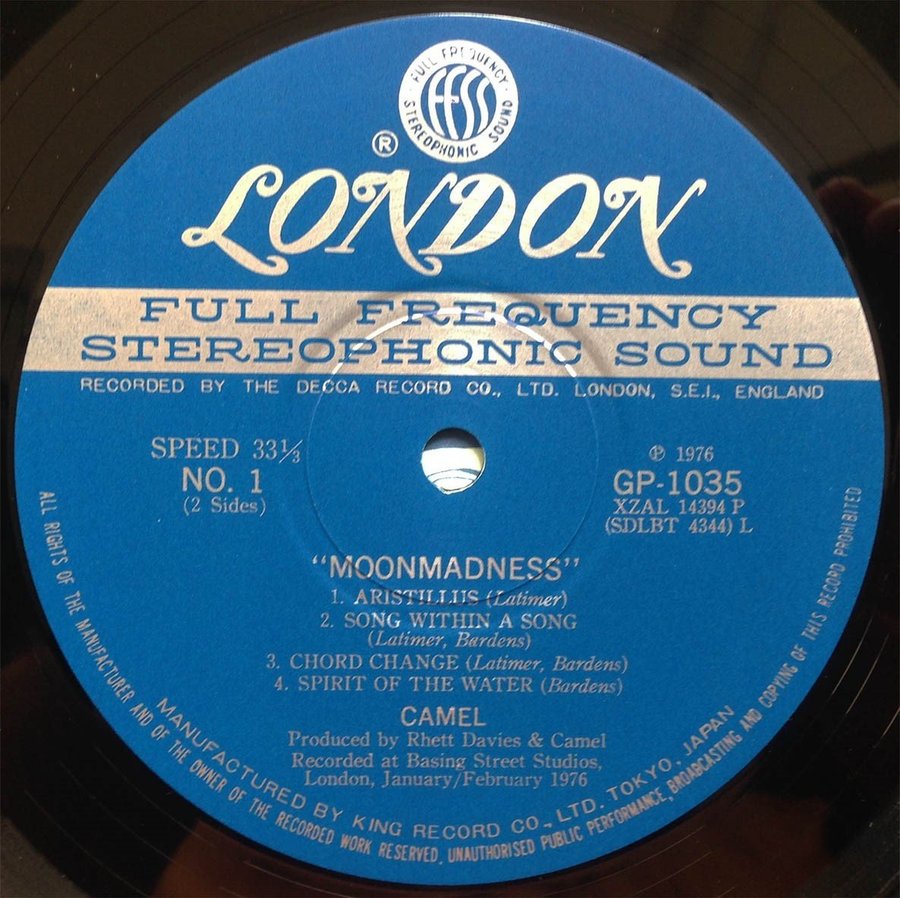 FULL FREQUENCY
STEREOPHONIC SOUND
FFSS
®
LONDON
FULL FREQUENCY
STEREOPHONIC SOUND
RECORDED BY THE DECCA RECORD CO., LTD. LONDON, S.E.I., ENGLAND
SPEED 33⅓
NO. 1
(2 Sides)
℗ 1976
GP-1035
XZAL 14394 P
(SDLBT 4344) L
"MOONMADNESS"
1. ARISTILLUS (Latimer)
2. SONG WITHIN A SONG
(Latimer, Bardens)
3. CHORD CHANGE (Latimer, Bardens)
4. SPIRIT OF THE WATER (Bardens)
CAMEL
Produced by Rhett Davies & Camel
Recorded at Basing Street Studios,
London, January/February 1976
MANUFACTURED BY KING RECORD CO., LTD. TOKYO, JAPAN
ALL RIGHTS OF THE MANUFACTURER AND OF THE OWNER OF THE RECORDED WORK RESERVED, UNAUTHORISED PUBLIC PERFORMANCE, BROADCASTING AND COPYING OF THIS RECORD PROHIBITED